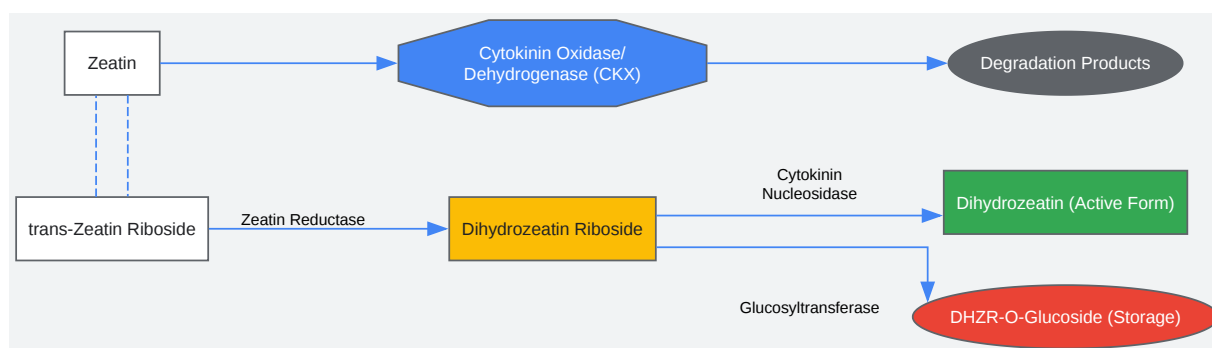 Zeatin
Cytokinin Oxidase/
Dehydrogenase (CKX)
Degradation Products
trans-Zeatin Riboside
Zeatin Reductase
Dihydrozeatin Riboside
Cytokinin
Nucleosidase
Dihydrozeatin (Active Form)
Glucosyltransferase
DHZR-O-Glucoside (Storage)